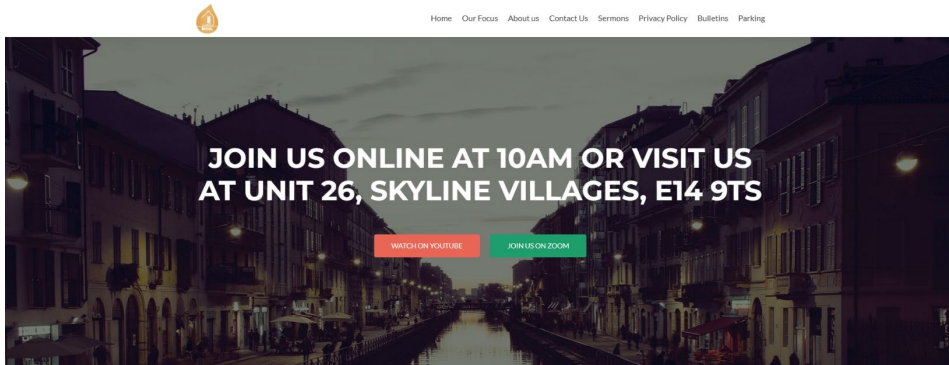 Home Our Focus About us Contact Us Sermons Privacy Policy Bulletins Parking
JOIN US ONLINE AT 10AM OR VISIT US
AT UNIT 26, SKYLINE VILLAGES, E14 9TS
WATCH ON YOUTUBE JOIN US ON ZOOM